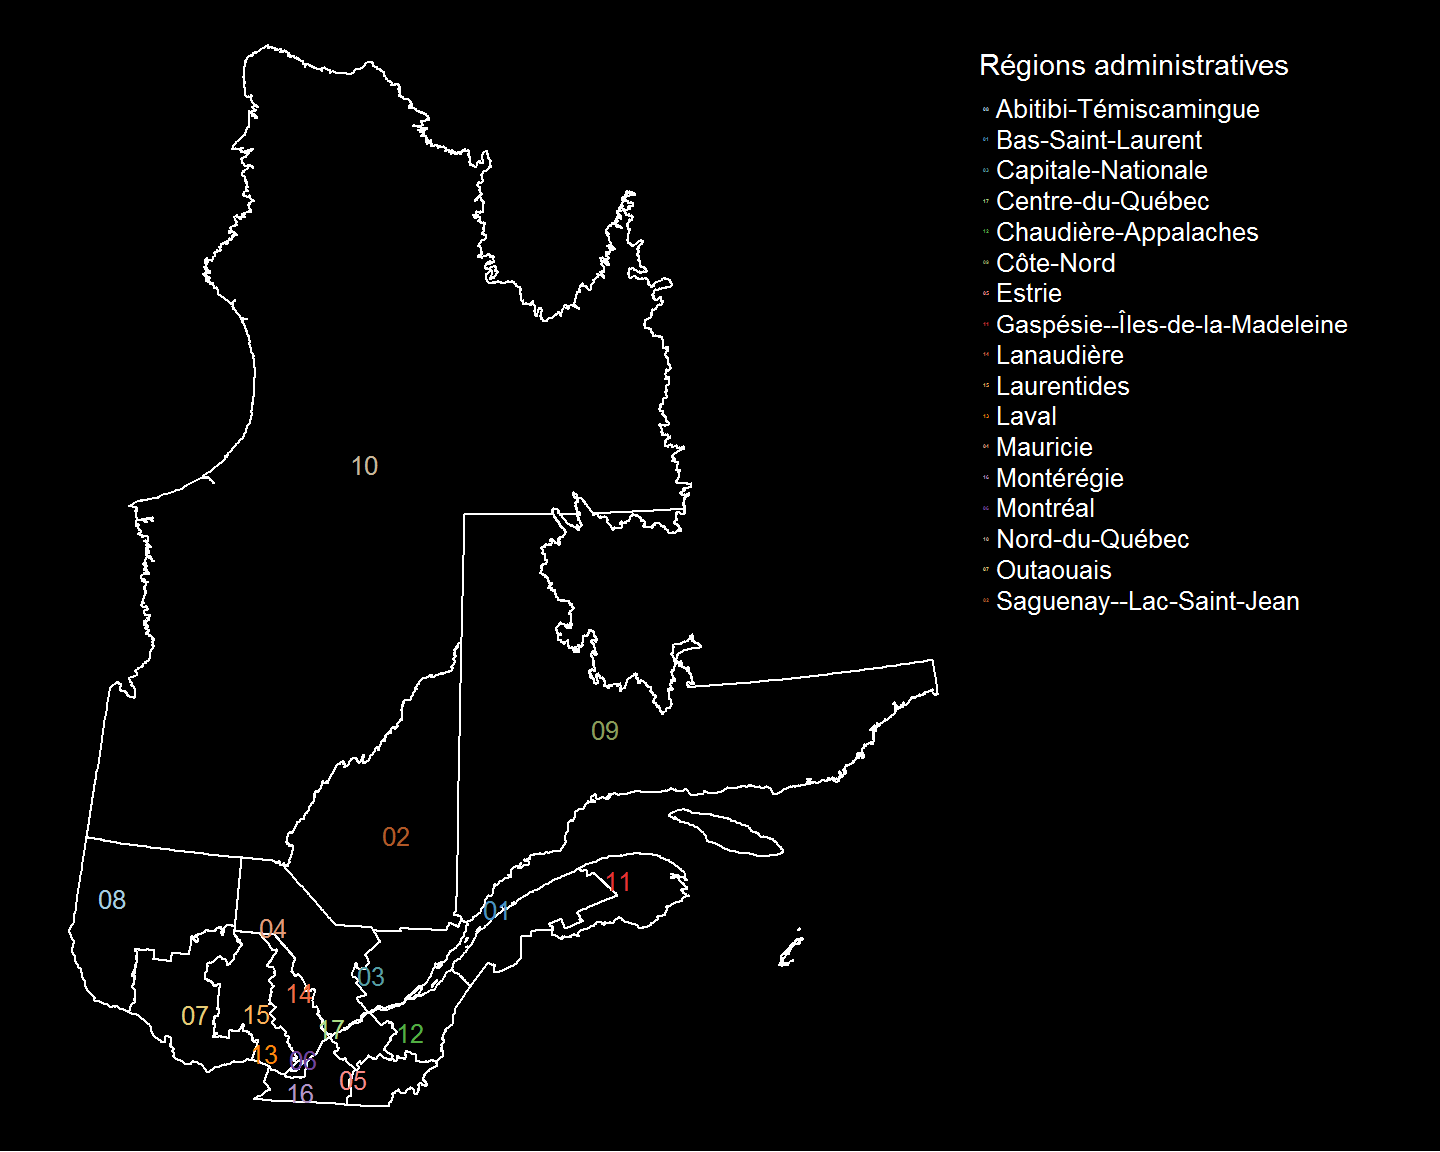 Régions administratives
Abitibi-Témiscamingue
Bas-Saint-Laurent
Capitale-Nationale
Centre-du-Québec
Chaudière-Appalaches
Côte-Nord
Estrie
Gaspésie--Îles-de-la-Madeleine
Lanaudière
Laurentides
Laval
Mauricie
Montérégie
Montréal
Nord-du-Québec
Outaouais
Saguenay--Lac-Saint-Jean
10
09
02
11
08
01
04
03
14
07
15
17
12
13
06
05
16